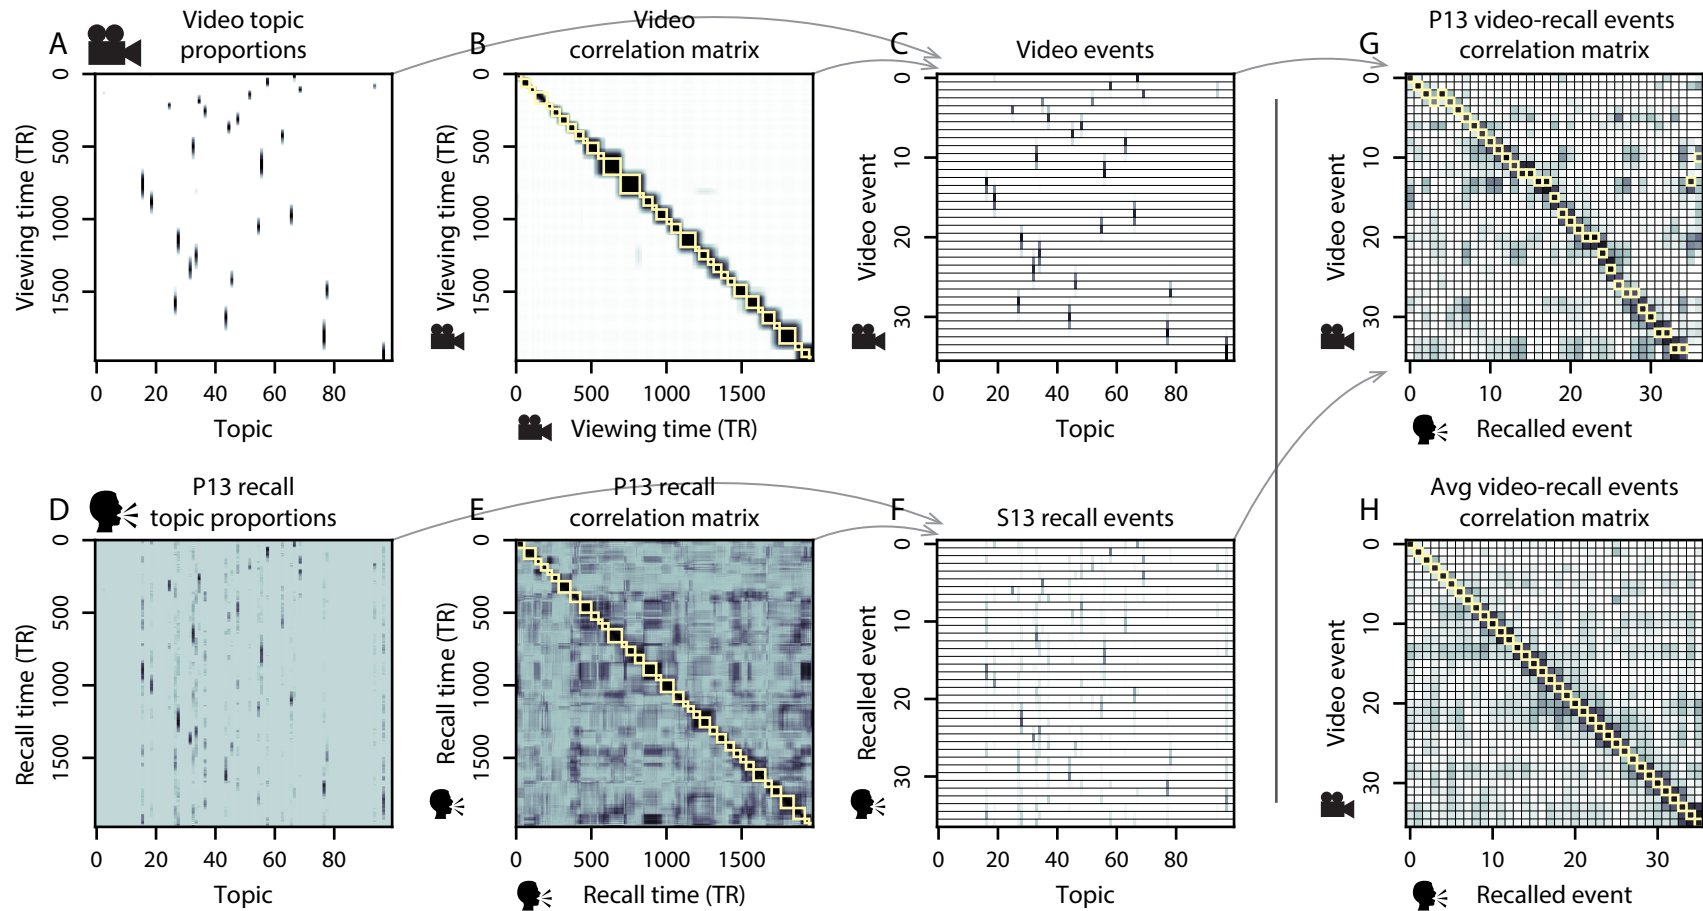 A
Video topic
proportions
0
500
1000
1500
Viewing time (TR)
0 20 40 60 80
Topic
B
Video
correlation matrix
0
500
1000
1500
Viewing time (TR)
0 500 1000 1500
Viewing time (TR)
C
Video events
0
10
20
30
Video event
0 20 40 60 80
Topic
G
P13 video-recall events
correlation matrix
0
10
20
30
Video event
0 10 20 30
Recalled event
D
P13 recall
topic proportions
0
500
1000
1500
Recall time (TR)
0 20 40 60 80
Topic
E
P13 recall
correlation matrix
0
500
1000
1500
Recall time (TR)
0 500 1000 1500
Recall time (TR)
F
S13 recall events
0
10
20
30
Recalled event
0 20 40 60 80
Topic
H
Avg video-recall events
correlation matrix
0
10
20
30
Video event
0 10 20 30
Recalled event